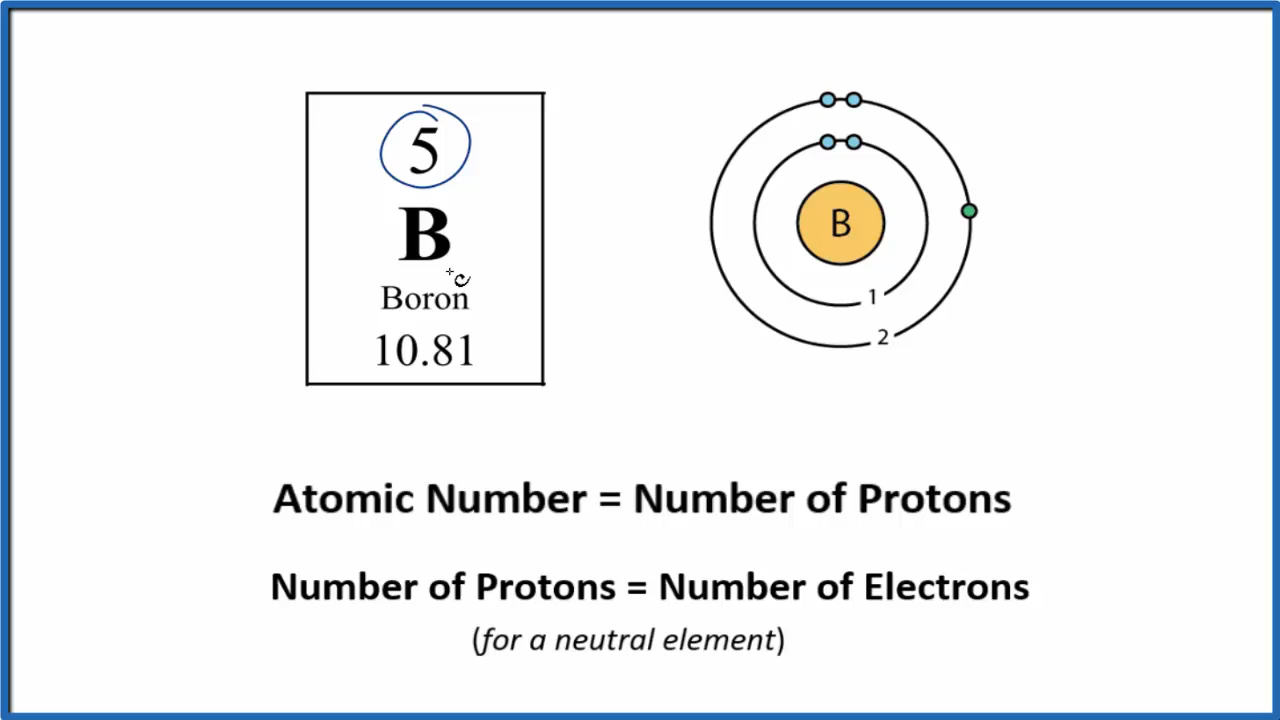 5
B
Boron
10.81
B
1
2
Atomic Number = Number of Protons
Number of Protons = Number of Electrons
(for a neutral element)